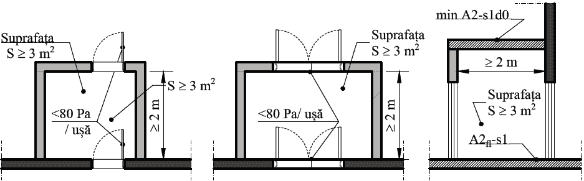 Suprafața
S ≥ 3 m²
S ≥ 3 m²
<80 Pa
/ ușă
≥ 2 m
Suprafața
S ≥ 3 m²
<80 Pa/ ușă
≥ 2 m
min A2-s1d0
≥ 2 m
Suprafața
S ≥ 3 m²
A2fl-s1